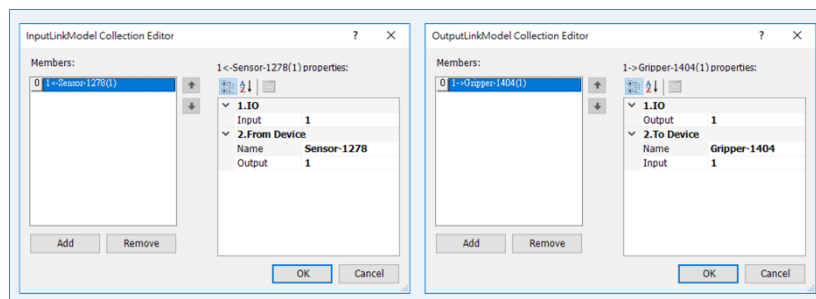 InputLinkModel Collection Editor ? ×
Members:
1<-Sensor-1278(1) properties:
0 1<-Sensor-1278(1)
1.IO
Input 1
2.From Device
Name Sensor-1278
Output 1
Add Remove
OK Cancel
OutputLinkModel Collection Editor ? ×
Members:
1->Gripper-1404(1) properties:
0 1->Gripper-1404(1)
1.IO
Output 1
2.To Device
Name Gripper-1404
Input 1
Add Remove
OK Cancel